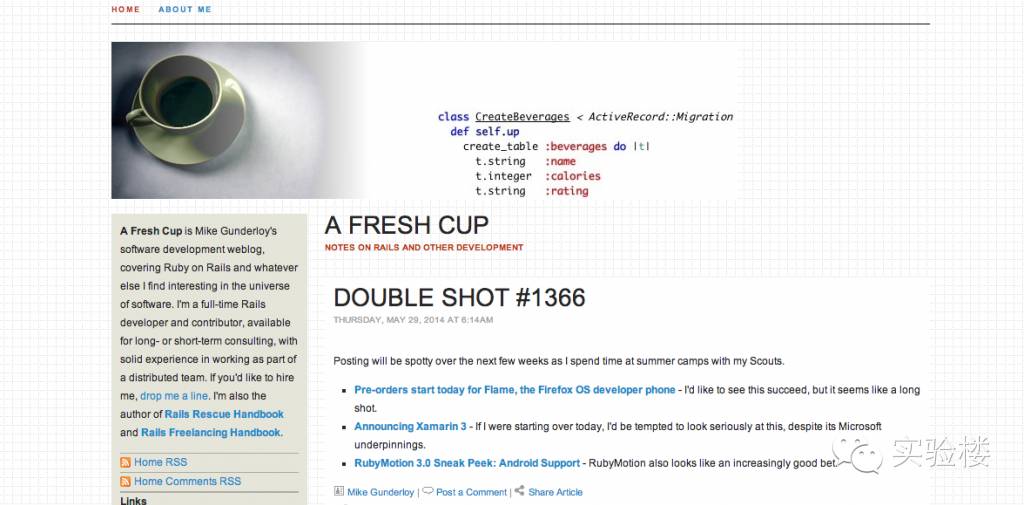 HOME ABOUT ME
class CreateBeverages < ActiveRecord::Migration
def self.up
create_table :beverages do |t|
t.string :name
t.integer :calories
t.string :rating
A Fresh Cup is Mike Gunderloy's
software development weblog,
covering Ruby on Rails and whatever
else I find interesting in the universe
of software. I'm a full-time Rails
developer and contributor, available
for long- or short-term consulting, with
solid experience in working as part of
a distributed team. If you'd like to hire
me, drop me a line. I'm also the
author of Rails Rescue Handbook
and Rails Freelancing Handbook.
Home RSS
Home Comments RSS
Links
A FRESH CUP
NOTES ON RAILS AND OTHER DEVELOPMENT
DOUBLE SHOT #1366
THURSDAY, MAY 29, 2014 AT 6:14AM
Posting will be spotty over the next few weeks as I spend time at summer camps with my Scouts.
Pre-orders start today for Flame, the Firefox OS developer phone - I'd like to see this succeed, but it seems like a long
shot.
Announcing Xamarin 3 - If I were starting over today, I'd be tempted to look seriously at this, despite its Microsoft
underpinnings.
RubyMotion 3.0 Sneak Peek: Android Support - RubyMotion also looks like an increasingly good bet.
Mike Gunderloy | Post a Comment | Share Article
实验楼